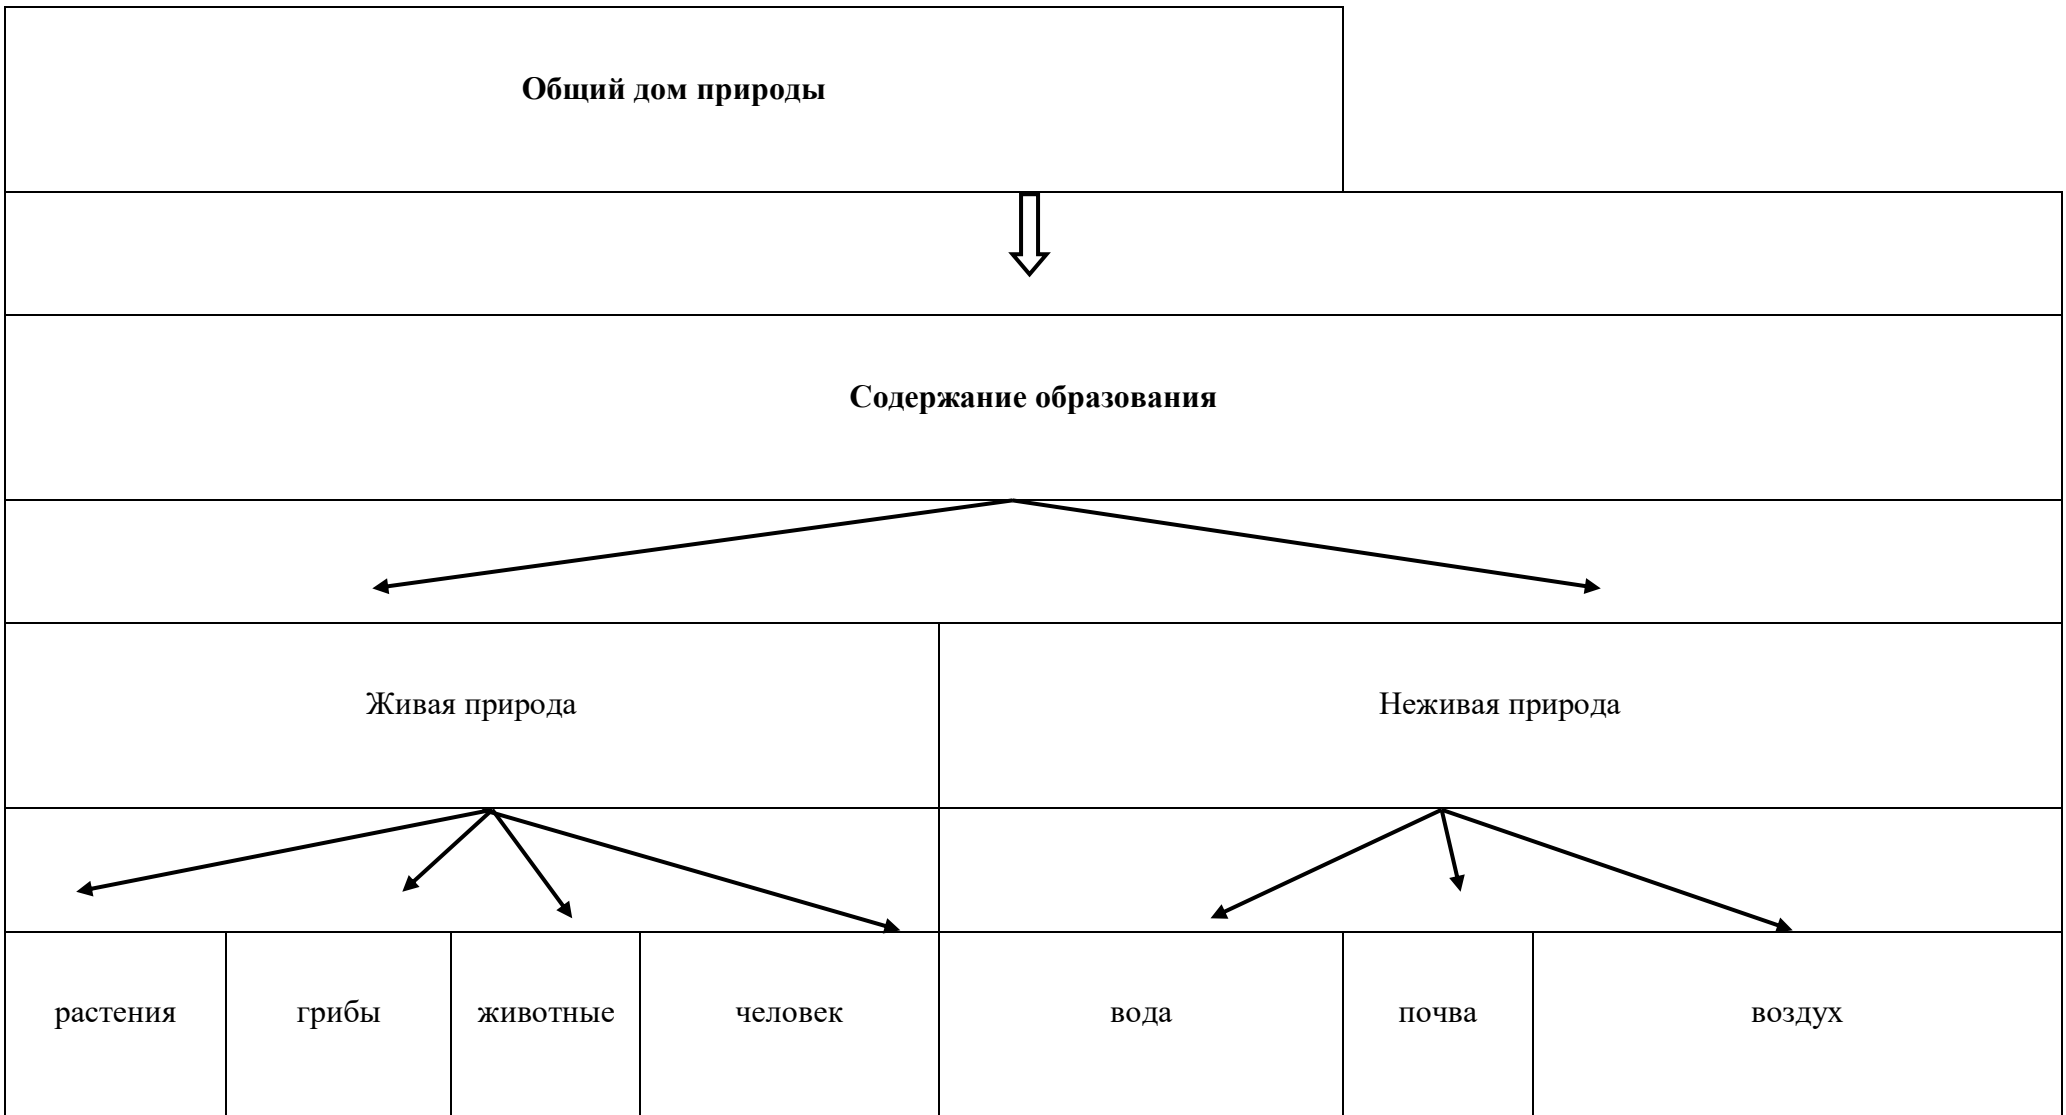 Общий дом природы
Содержание образования
Живая природа
Неживая природа
растения
грибы
животные
человек
вода
почва
воздух